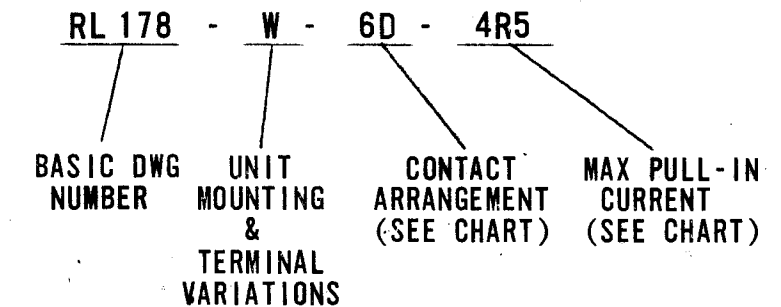 RL 178 - W - 6D - 4R5
BASIC DWG NUMBER
UNIT MOUNTING & TERMINAL VARIATIONS
CONTACT ARRANGEMENT (SEE CHART)
MAX PULL-IN CURRENT (SEE CHART)